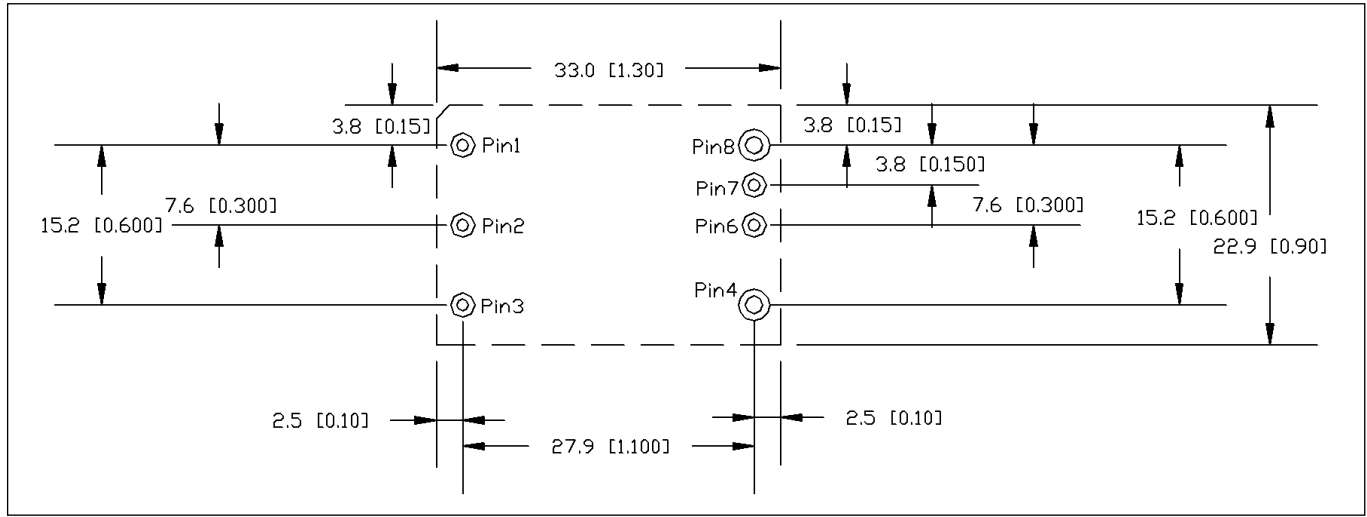 33.0 [1.30]
3.8 [0.15]
3.8 [0.15]
Pin1
Pin8
3.8 [0.150]
Pin7
7.6 [0.300]
7.6 [0.300]
15.2 [0.600]
Pin2
Pin6
15.2 [0.600]
22.9 [0.90]
Pin3
Pin4
2.5 [0.10]
2.5 [0.10]
27.9 [1.100]